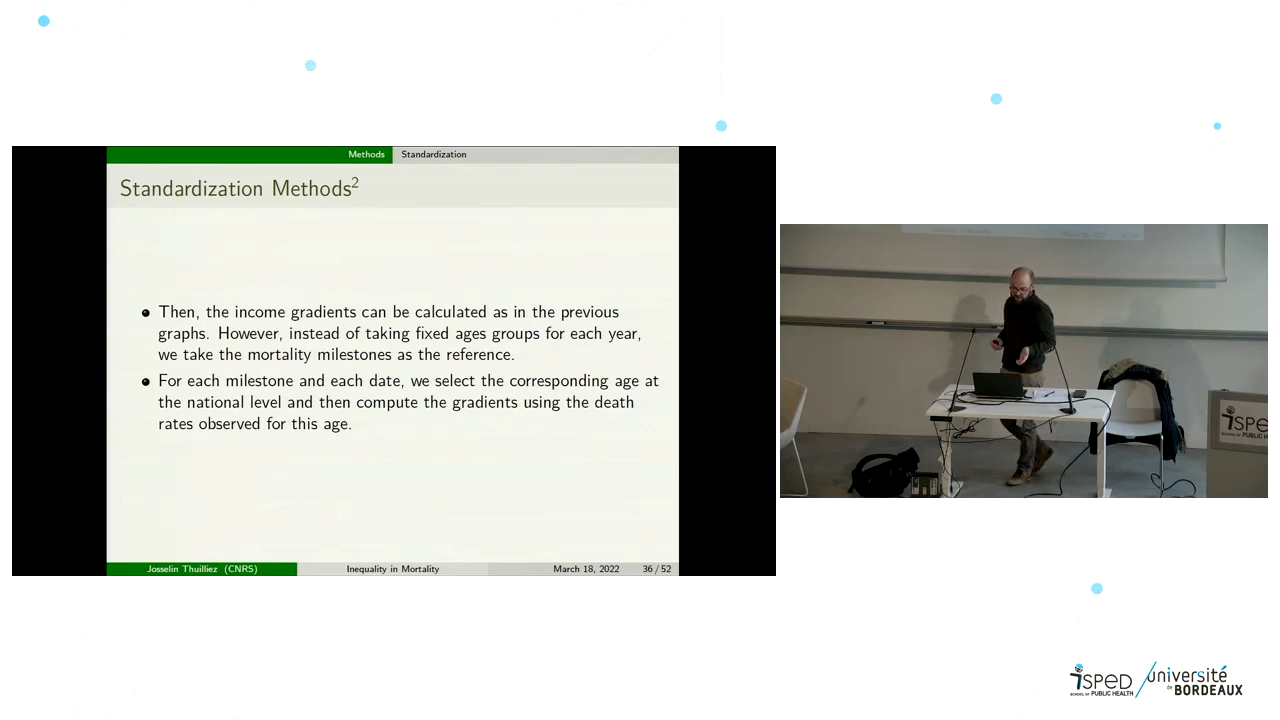 Methods Standardization
Standardization Methods2
Then, the income gradients can be calculated as in the previous
graphs. However, instead of taking fixed ages groups for each year,
we take the mortality milestones as the reference.
For each milestone and each date, we select the corresponding age at
the national level and then compute the gradients using the death
rates observed for this age.
Josselin Thuilliez (CNRS) Inequality in Mortality March 18, 2022 36 / 52
ISPED
SCHOOL OF PUBLIC HEALTH
université
de BORDEAUX